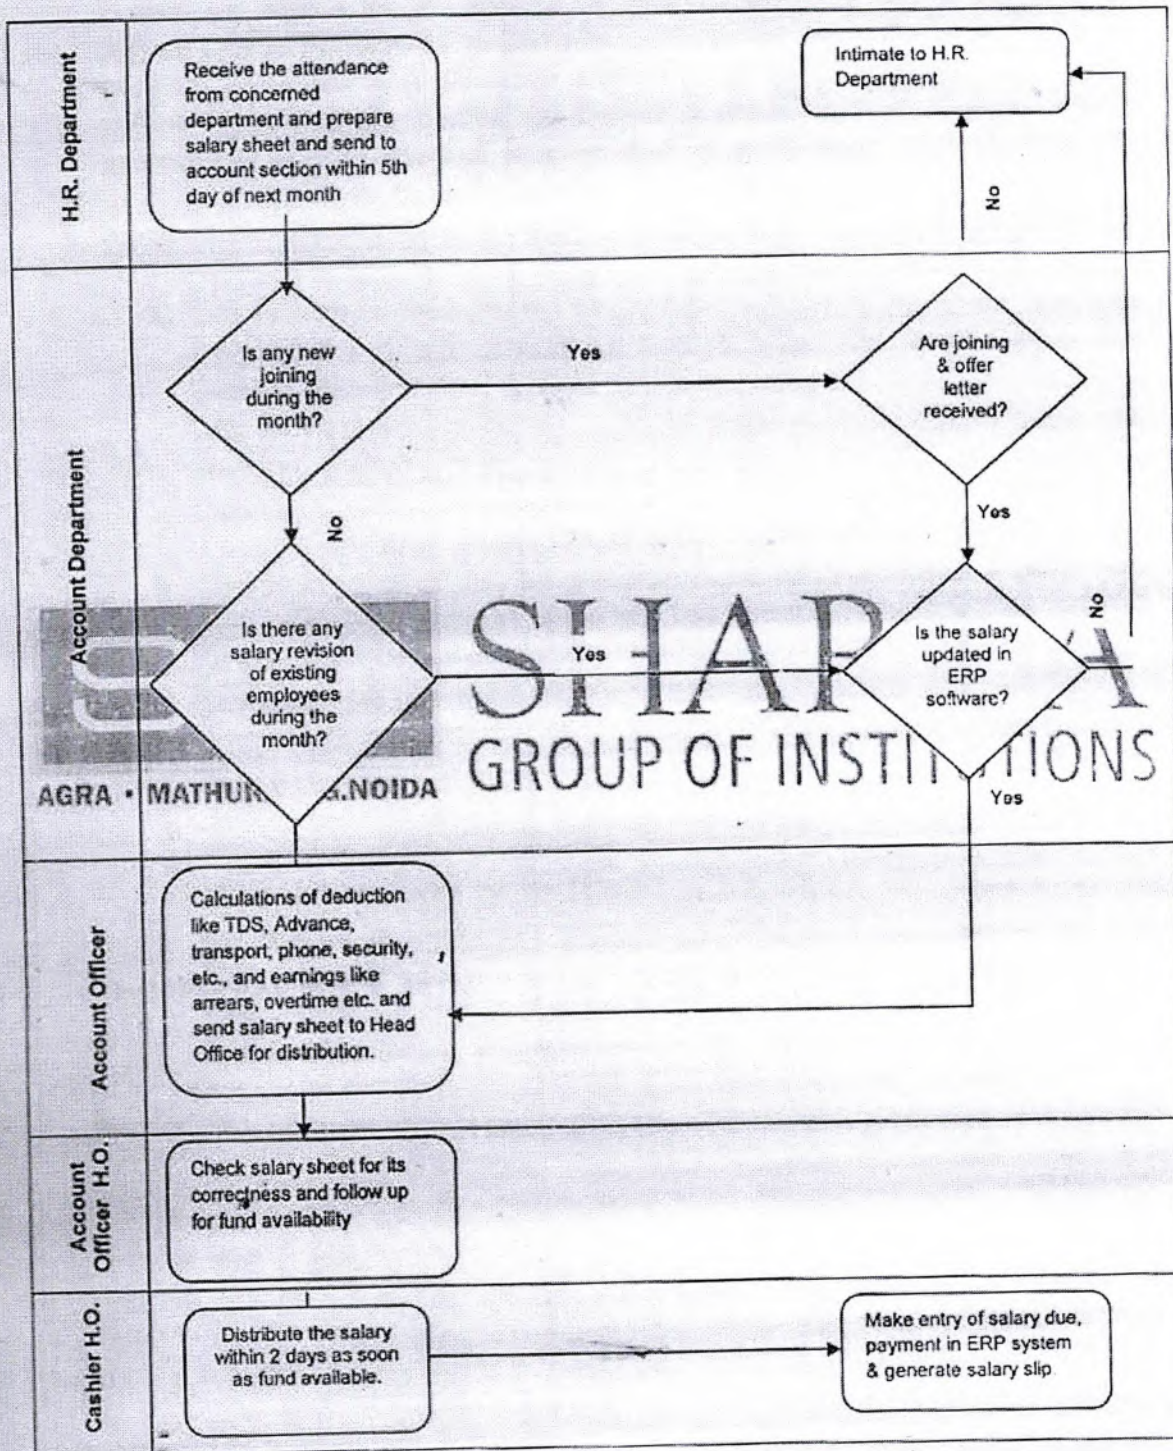 H.R. Department
Receive the attendance
from concerned
department and prepare
salary sheet and send to
account section within 5th
day of next month
Intimate to H.R.
Department
No
Account Department
Is any new
joining
during the
month?
Yes
Are joining
& offer
letter
received?
No
Yes
Is there any
salary revision
of existing
employees
during the
month?
Yes
Is the salary
updated in
ERP
software?
No
Yes
GROUP OF INSTITUTIONS
AGRA • G.NOIDA
Account Officer
Calculations of deduction
like TDS, Advance,
transport, phone, security,
etc., and earnings like
arrears, overtime etc. and
send salary sheet to Head
Office for distribution.
Account
Officer H.O.
Check salary sheet for its
correctness and follow up
for fund availability
Cashier H.O.
Distribute the salary
within 2 days as soon
as fund available.
Make entry of salary due,
payment in ERP system
& generate salary slip